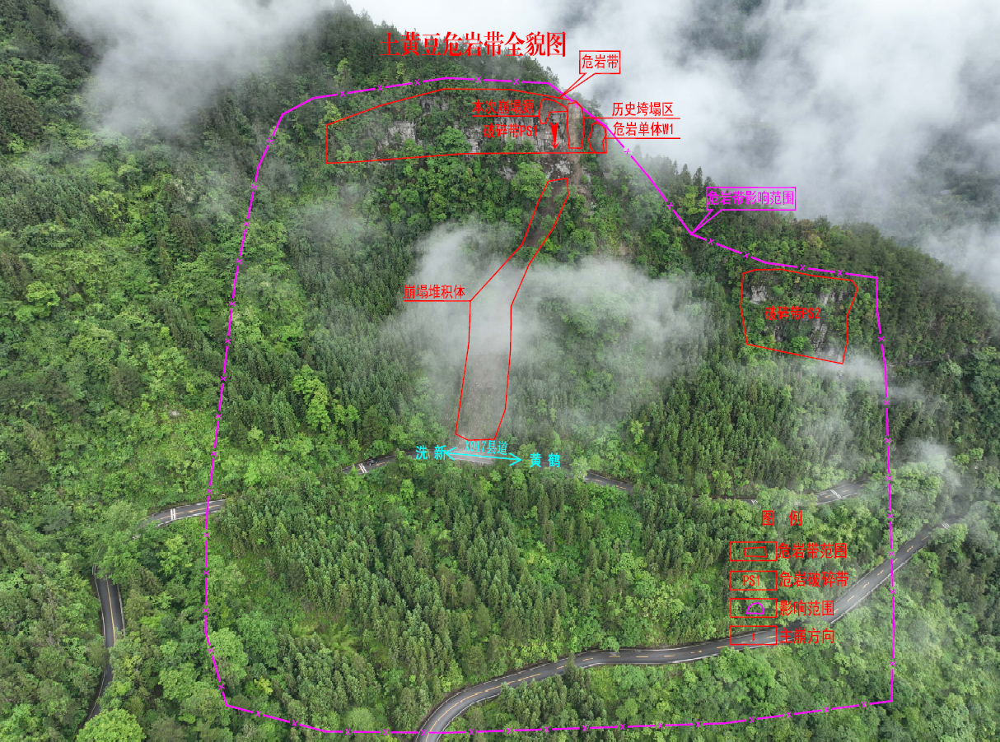 上黄豆危岩带全貌图
危岩带
本次崩塌源
历史垮塌区
破碎带PS1
危岩单体W1
危岩带影响范围
崩塌堆积体
破碎带PS2
洗新
县道
黄鹤
图例
危岩带范围
PS1
危岩破碎带
影响范围
主崩方向